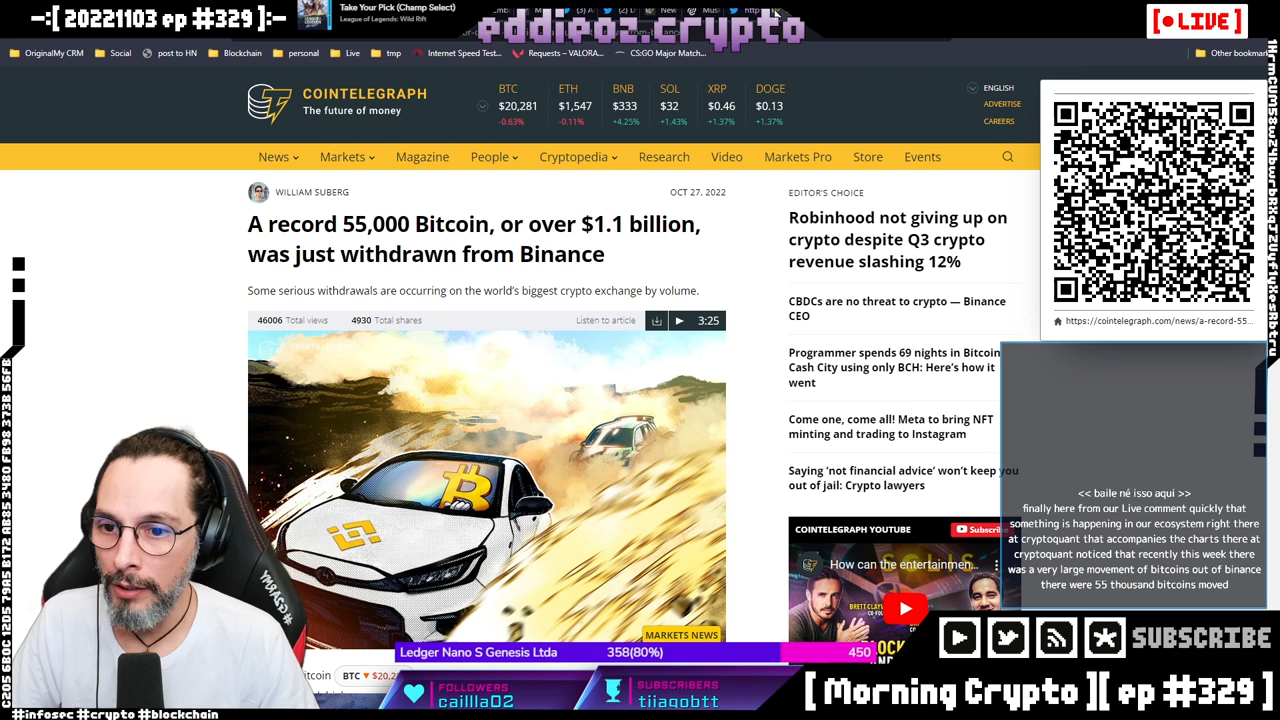 -:[ 20221103 ep #329 ]:-
Take Your Pick (Champ Select)
League of Legends: Wild Rift
eddieoz.crypto
[ LIVE ]
OriginalMy CRM
Social
post to HN
Blockchain
personal
Live
tmp
Internet Speed Test...
Requests – VALORA...
CS:GO Major Match...
Other bookmar
COINTELEGRAPH
The future of money
BTC ETH BNB SOL XRP DOGE
$20,281 $1,547 $333 $32 $0.46 $0.13
-0.63% -0.11% +4.25% +1.43% +1.37% +1.37%
ENGLISH
ADVERTISE
CAREERS
News Markets Magazine People Cryptopedia Research Video Markets Pro Store Events
WILLIAM SUBERG OCT 27, 2022
A record 55,000 Bitcoin, or over $1.1 billion,
was just withdrawn from Binance
Some serious withdrawals are occurring on the world's biggest crypto exchange by volume.
46006 Total views 4930 Total shares Listen to article 3:25
MARKETS NEWS
itcoin BTC $20,2
EDITOR'S CHOICE
Robinhood not giving up on
crypto despite Q3 crypto
revenue slashing 12%
CBDCs are no threat to crypto — Binance
CEO
Programmer spends 69 nights in Bitcoin
Cash City using only BCH: Here's how it
went
Come one, come all! Meta to bring NFT
minting and trading to Instagram
Saying 'not financial advice' won't keep you
out of jail: Crypto lawyers
COINTELEGRAPH YOUTUBE Subscribe
How can the entertainmen...
https://cointelegraph.com/news/a-record-55...
<< baile né isso aqui >>
finally here from our Live comment quickly that
something is happening in our ecosystem right there
at cryptoquant that accompanies the charts there at
cryptoquant noticed that recently this week there
was a very large movement of bitcoins out of binance
there were 55 thousand bitcoins moved
Ledger Nano S Genesis Ltda 358(80%) 450
FOLLOWERS
caillla02
SUBSCRIBERS
tiiagobtt
SUBSCRIBE
[ Morning Crypto ][ ep #329 ]
#infosec #crypto #blockchain